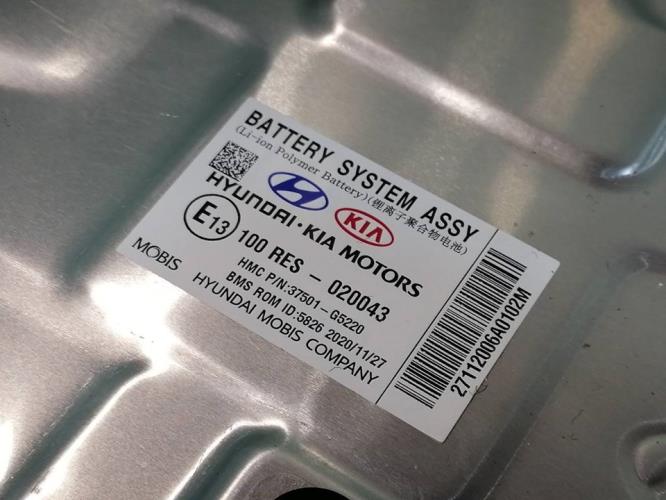 BATTERY SYSTEM ASSY
(Li-ion Polymer Battery)(锂离子聚合物电池)
H KIA
HYUNDAI·KIA MOTORS
E13 100 RES - 020043
HMC P/N:37501-G5220
BMS ROM ID:5826 2020/11/27
MOBIS HYUNDAI MOBIS COMPANY
27112006A0102M